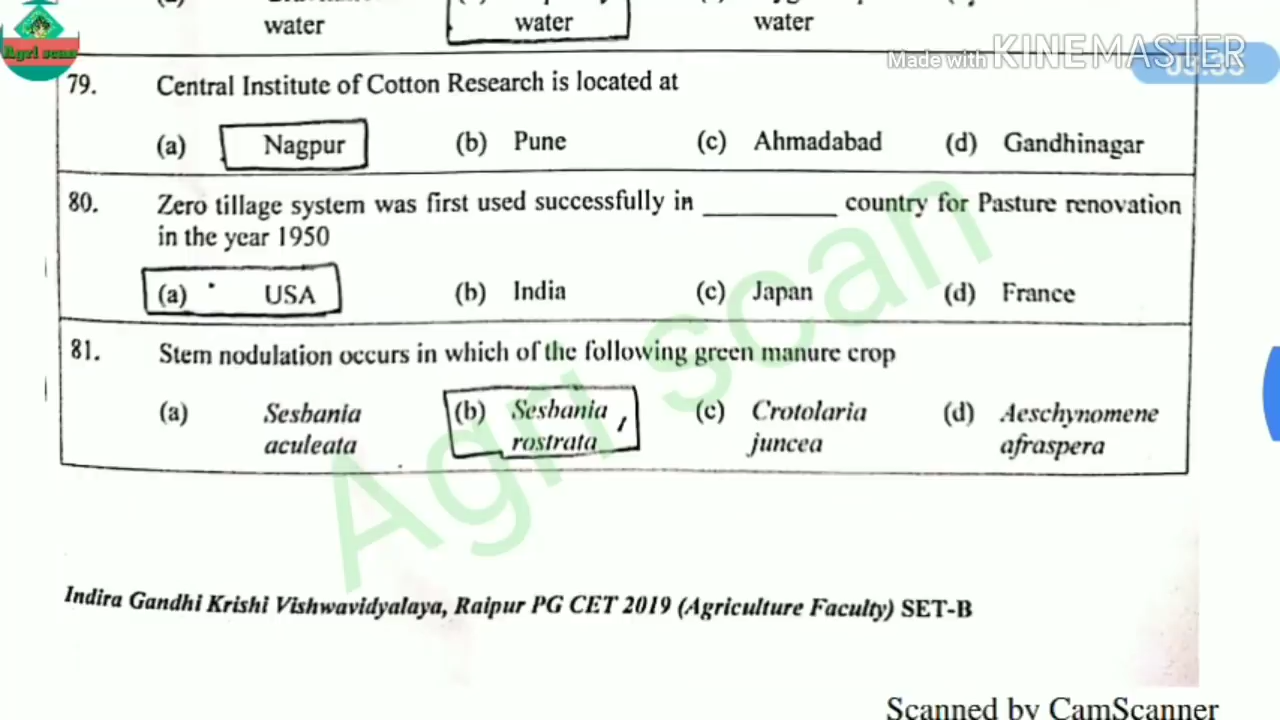 water water water
Agri scan
Made with KINEMASTER
79. Central Institute of Cotton Research is located at
(a) Nagpur (b) Pune (c) Ahmadabad (d) Gandhinagar
80. Zero tillage system was first used successfully in __________ country for Pasture renovation
in the year 1950
(a) USA (b) India (c) Japan (d) France
81. Stem nodulation occurs in which of the following green manure crop
(a) Sesbania (b) Sesbania (c) Crotolaria (d) Aeschynomene
aculeata rostrata juncea afraspera
Agri scan
Indira Gandhi Krishi Vishwavidyalaya, Raipur PG CET 2019 (Agriculture Faculty) SET-B
Scanned by CamScanner